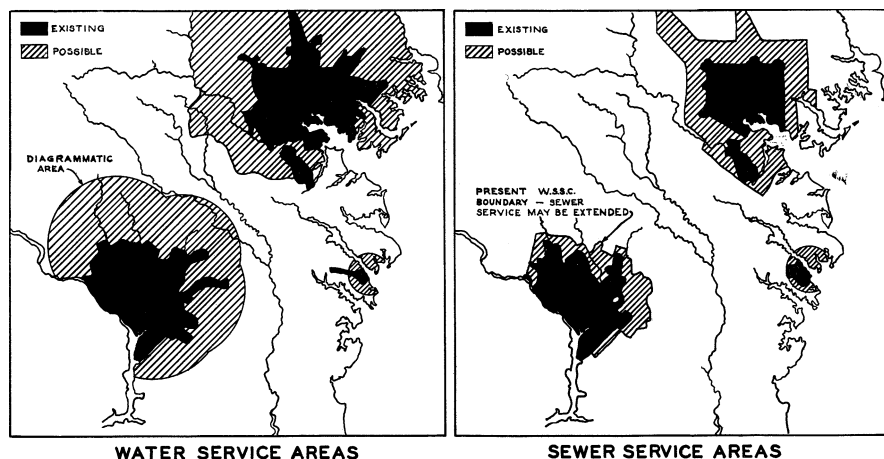 EXISTING
POSSIBLE
DIAGRAMMATIC
AREA
WATER SERVICE AREAS
EXISTING
POSSIBLE
PRESENT W.S.S.C.
BOUNDARY — SEWER
SERVICE MAY BE EXTENDED
SEWER SERVICE AREAS